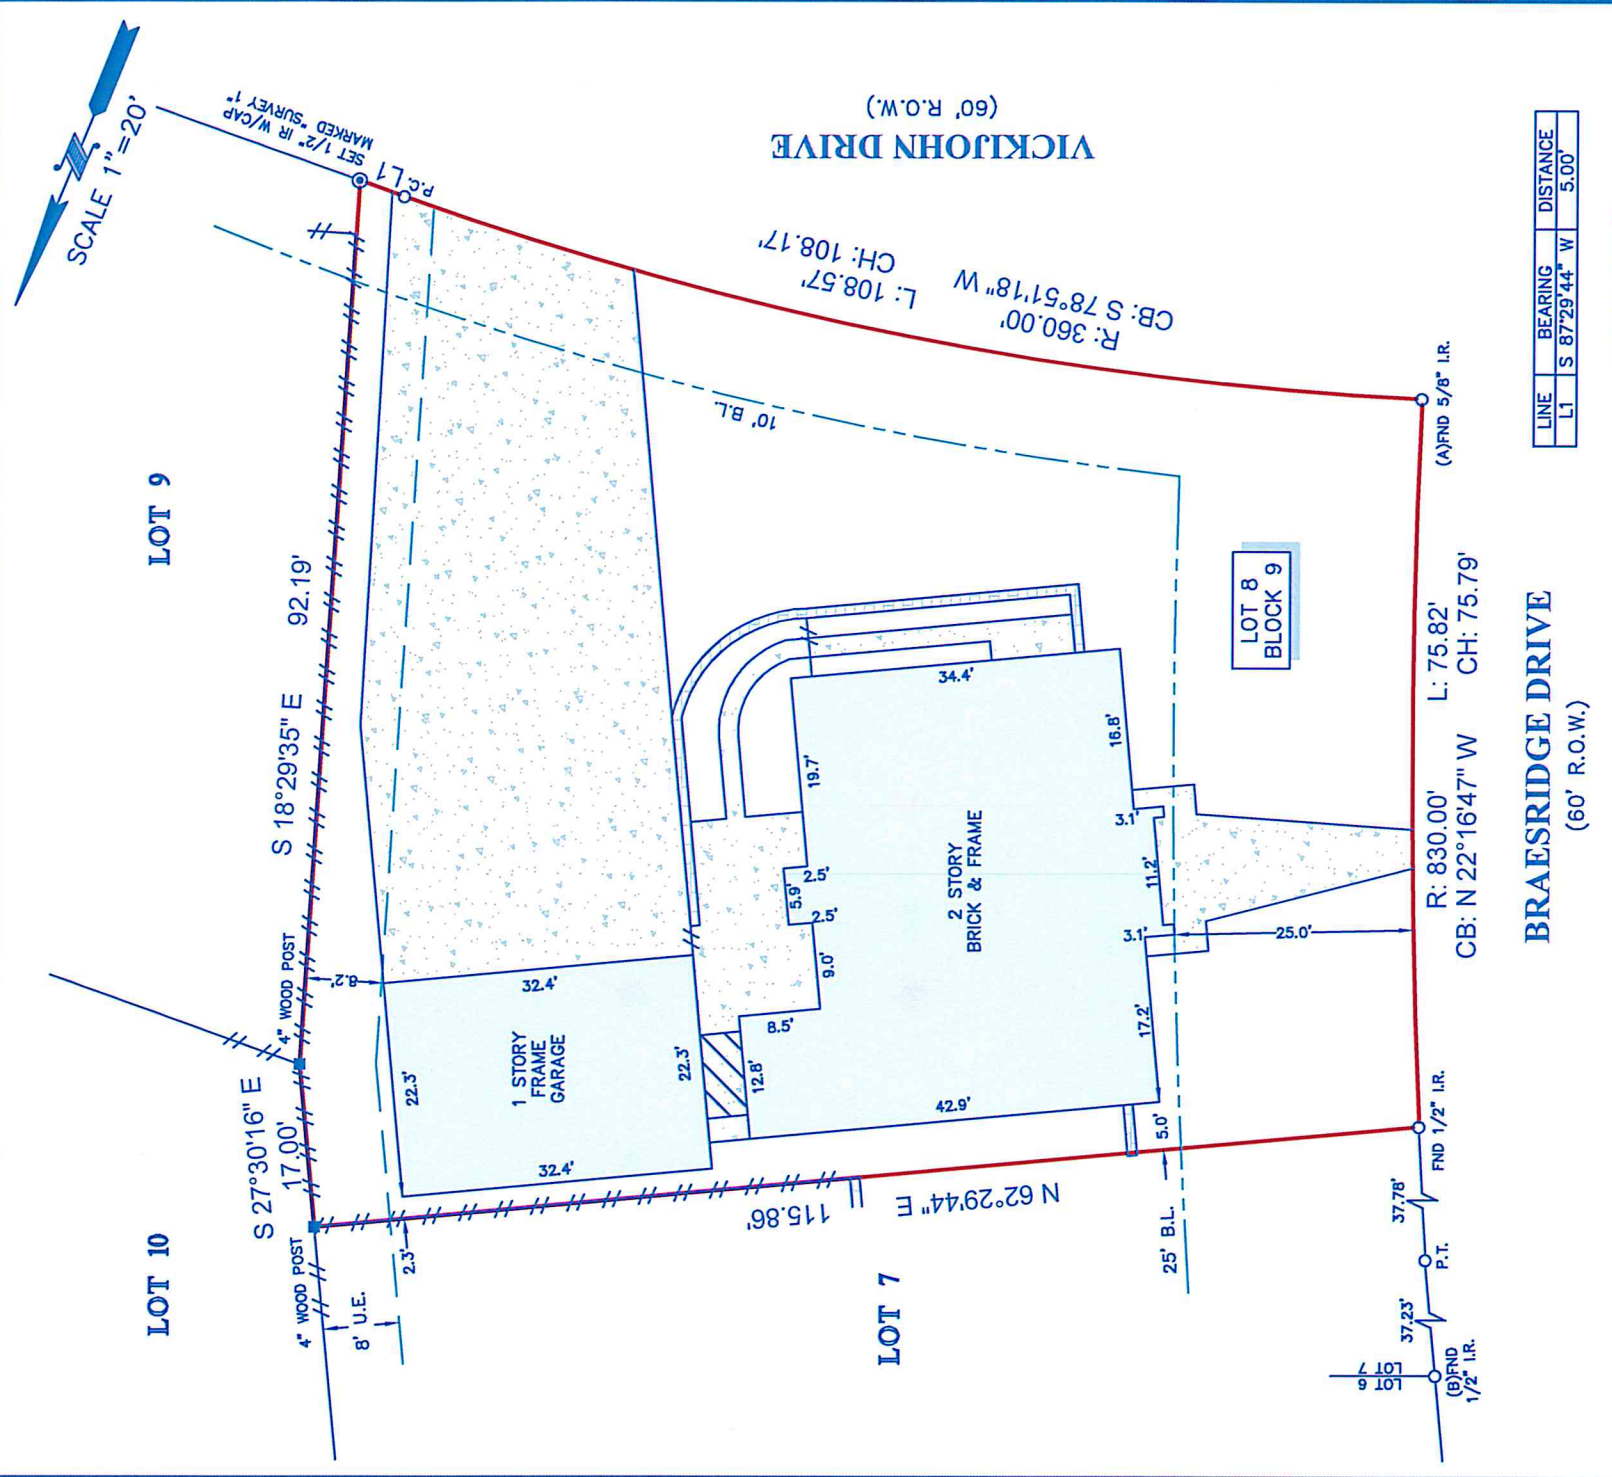 SCALE 1"=20'
SET 1/2" IR W/CAP
MARKED "SURVEY 1"
L1
P.C.
VICKIJOHN DRIVE
(60' R.O.W.)
R: 360.00'
L: 108.57'
CB: S 78°51'18" W
CH: 108.17'
10' B.L.
LINE BEARING DISTANCE
L1 S 87°29'44" W 5.00'
(A)FND 5/8" I.R.
LOT 9
S 18°29'35" E 92.19'
LOT 8
BLOCK 9
34.4'
16.8'
19.7'
3.1'
2.5'
5.9'
2.5'
11.2'
3.1'
9.0'
2 STORY
BRICK & FRAME
25.0'
R: 830.00' L: 75.82'
CB: N 22°16'47" W CH: 75.79'
BRAESRIDGE DRIVE
(60' R.O.W.)
4" WOOD POST
8.2'
32.4'
8.5'
17.2'
1 STORY
FRAME
GARAGE
22.3'
22.3'
12.8'
42.9'
32.4'
5.0'
S 27°30'16" E
17.00'
4" WOOD POST
2.3'
N 62°29'44" E
115.86'
LOT 10
8' U.E.
LOT 7
25' B.L.
FND 1/2" I.R.
37.78'
P.T.
37.23'
LOT 6
LOT 7
(B)FND
1/2" I.R.